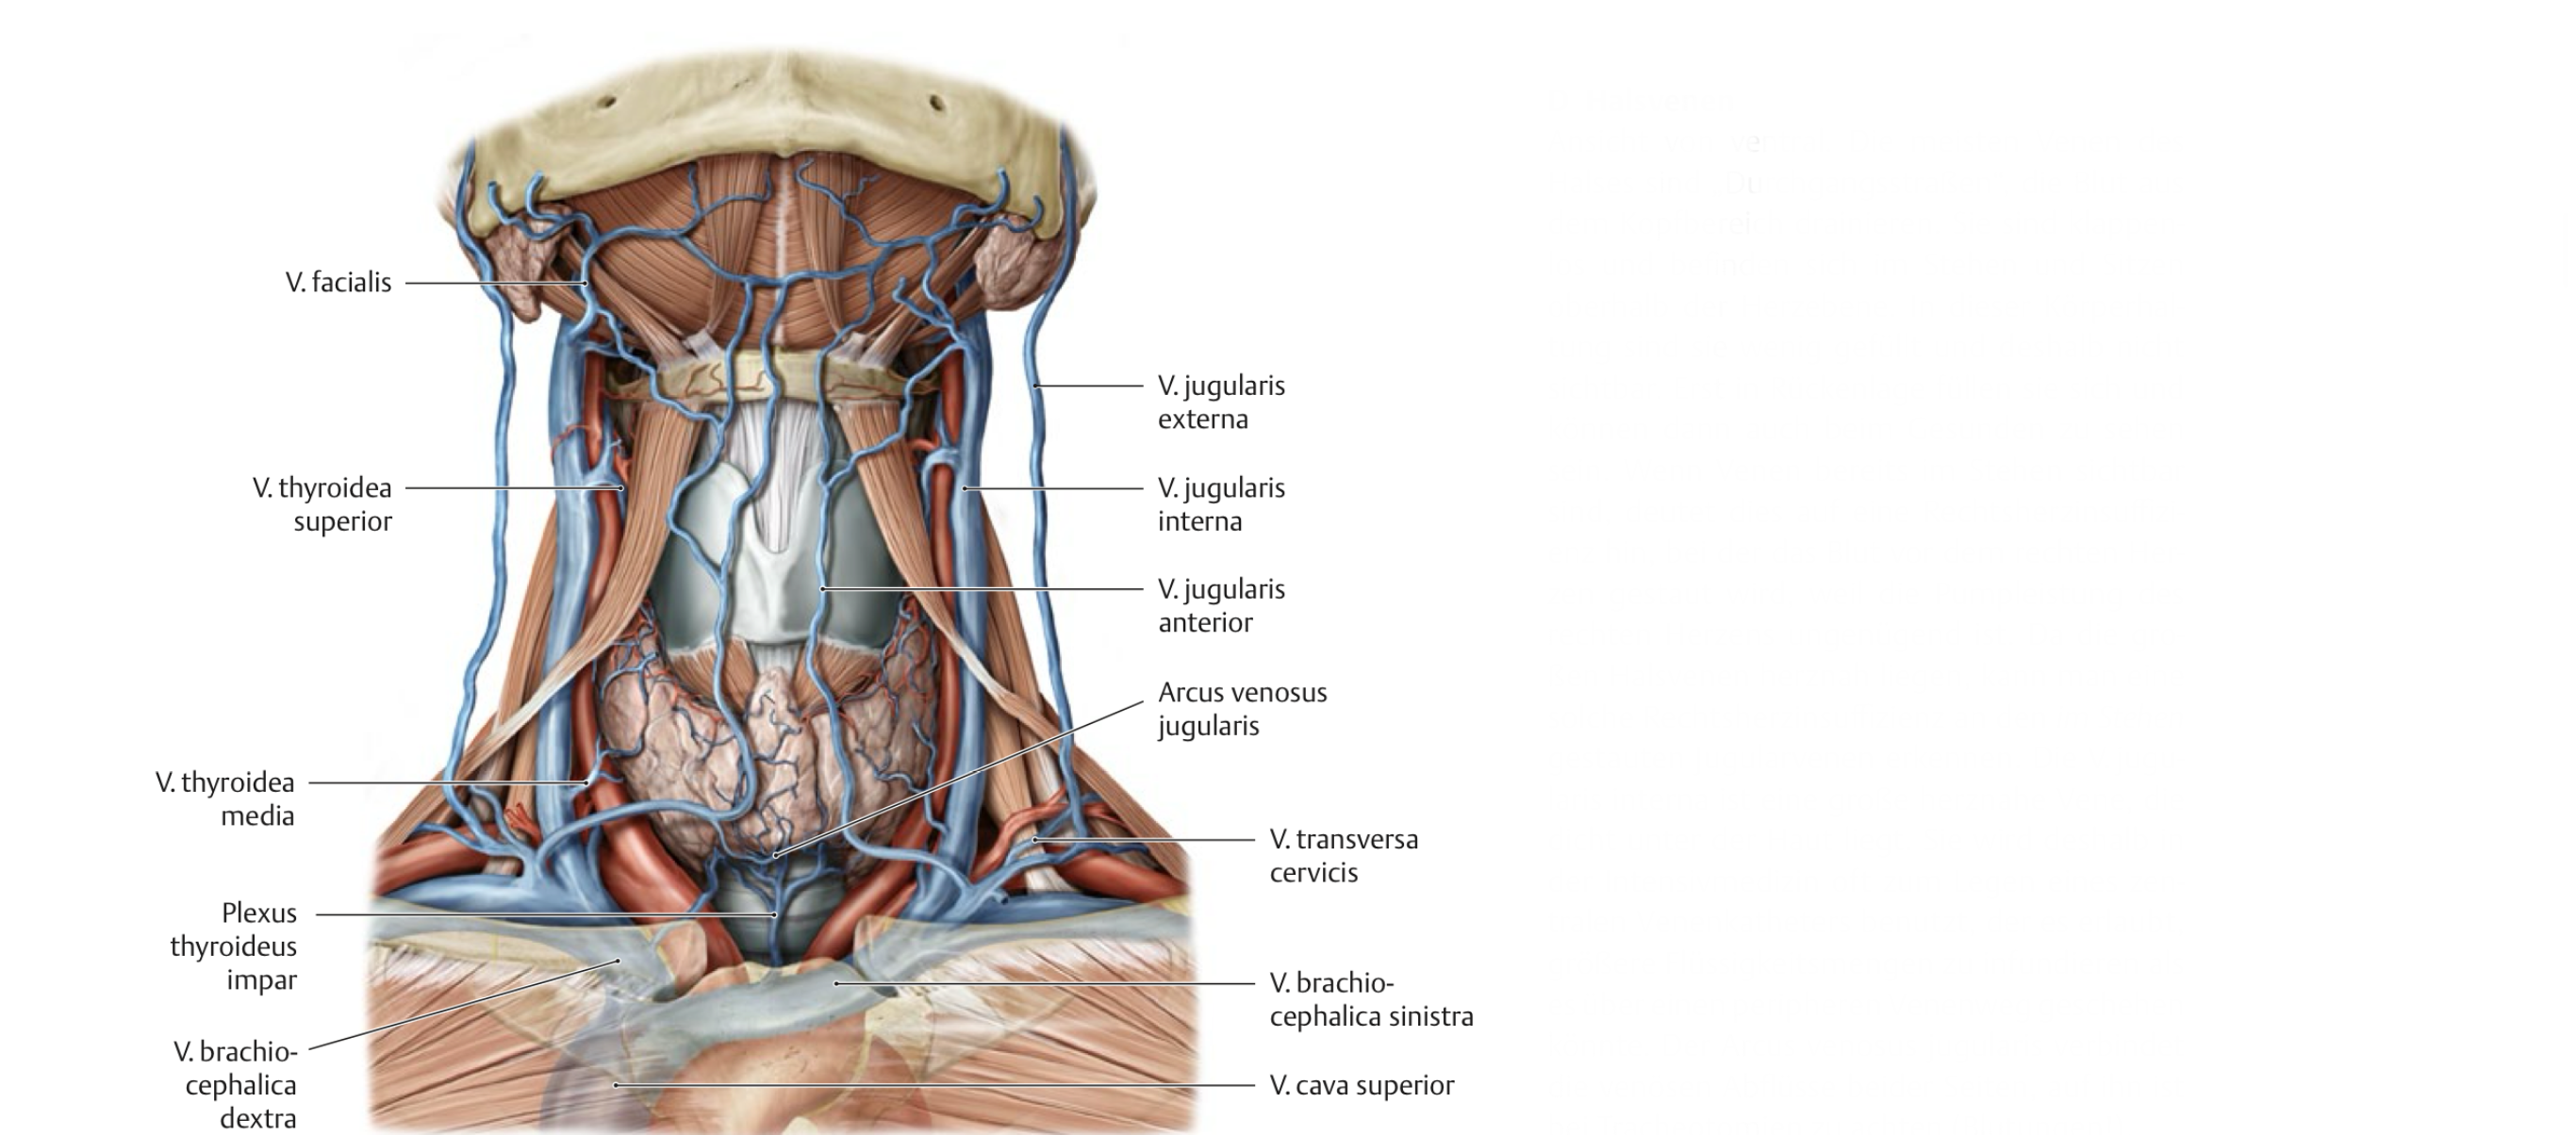 V. facialis
V. thyroidea
superior
V. thyroidea
media
Plexus
thyroideus
impar
V. brachio-
cephalica
dextra
V. jugularis
externa
V. jugularis
interna
V. jugularis
anterior
Arcus venosus
jugularis
V. transversa
cervicis
V. brachio-
cephalica sinistra
V. cava superior